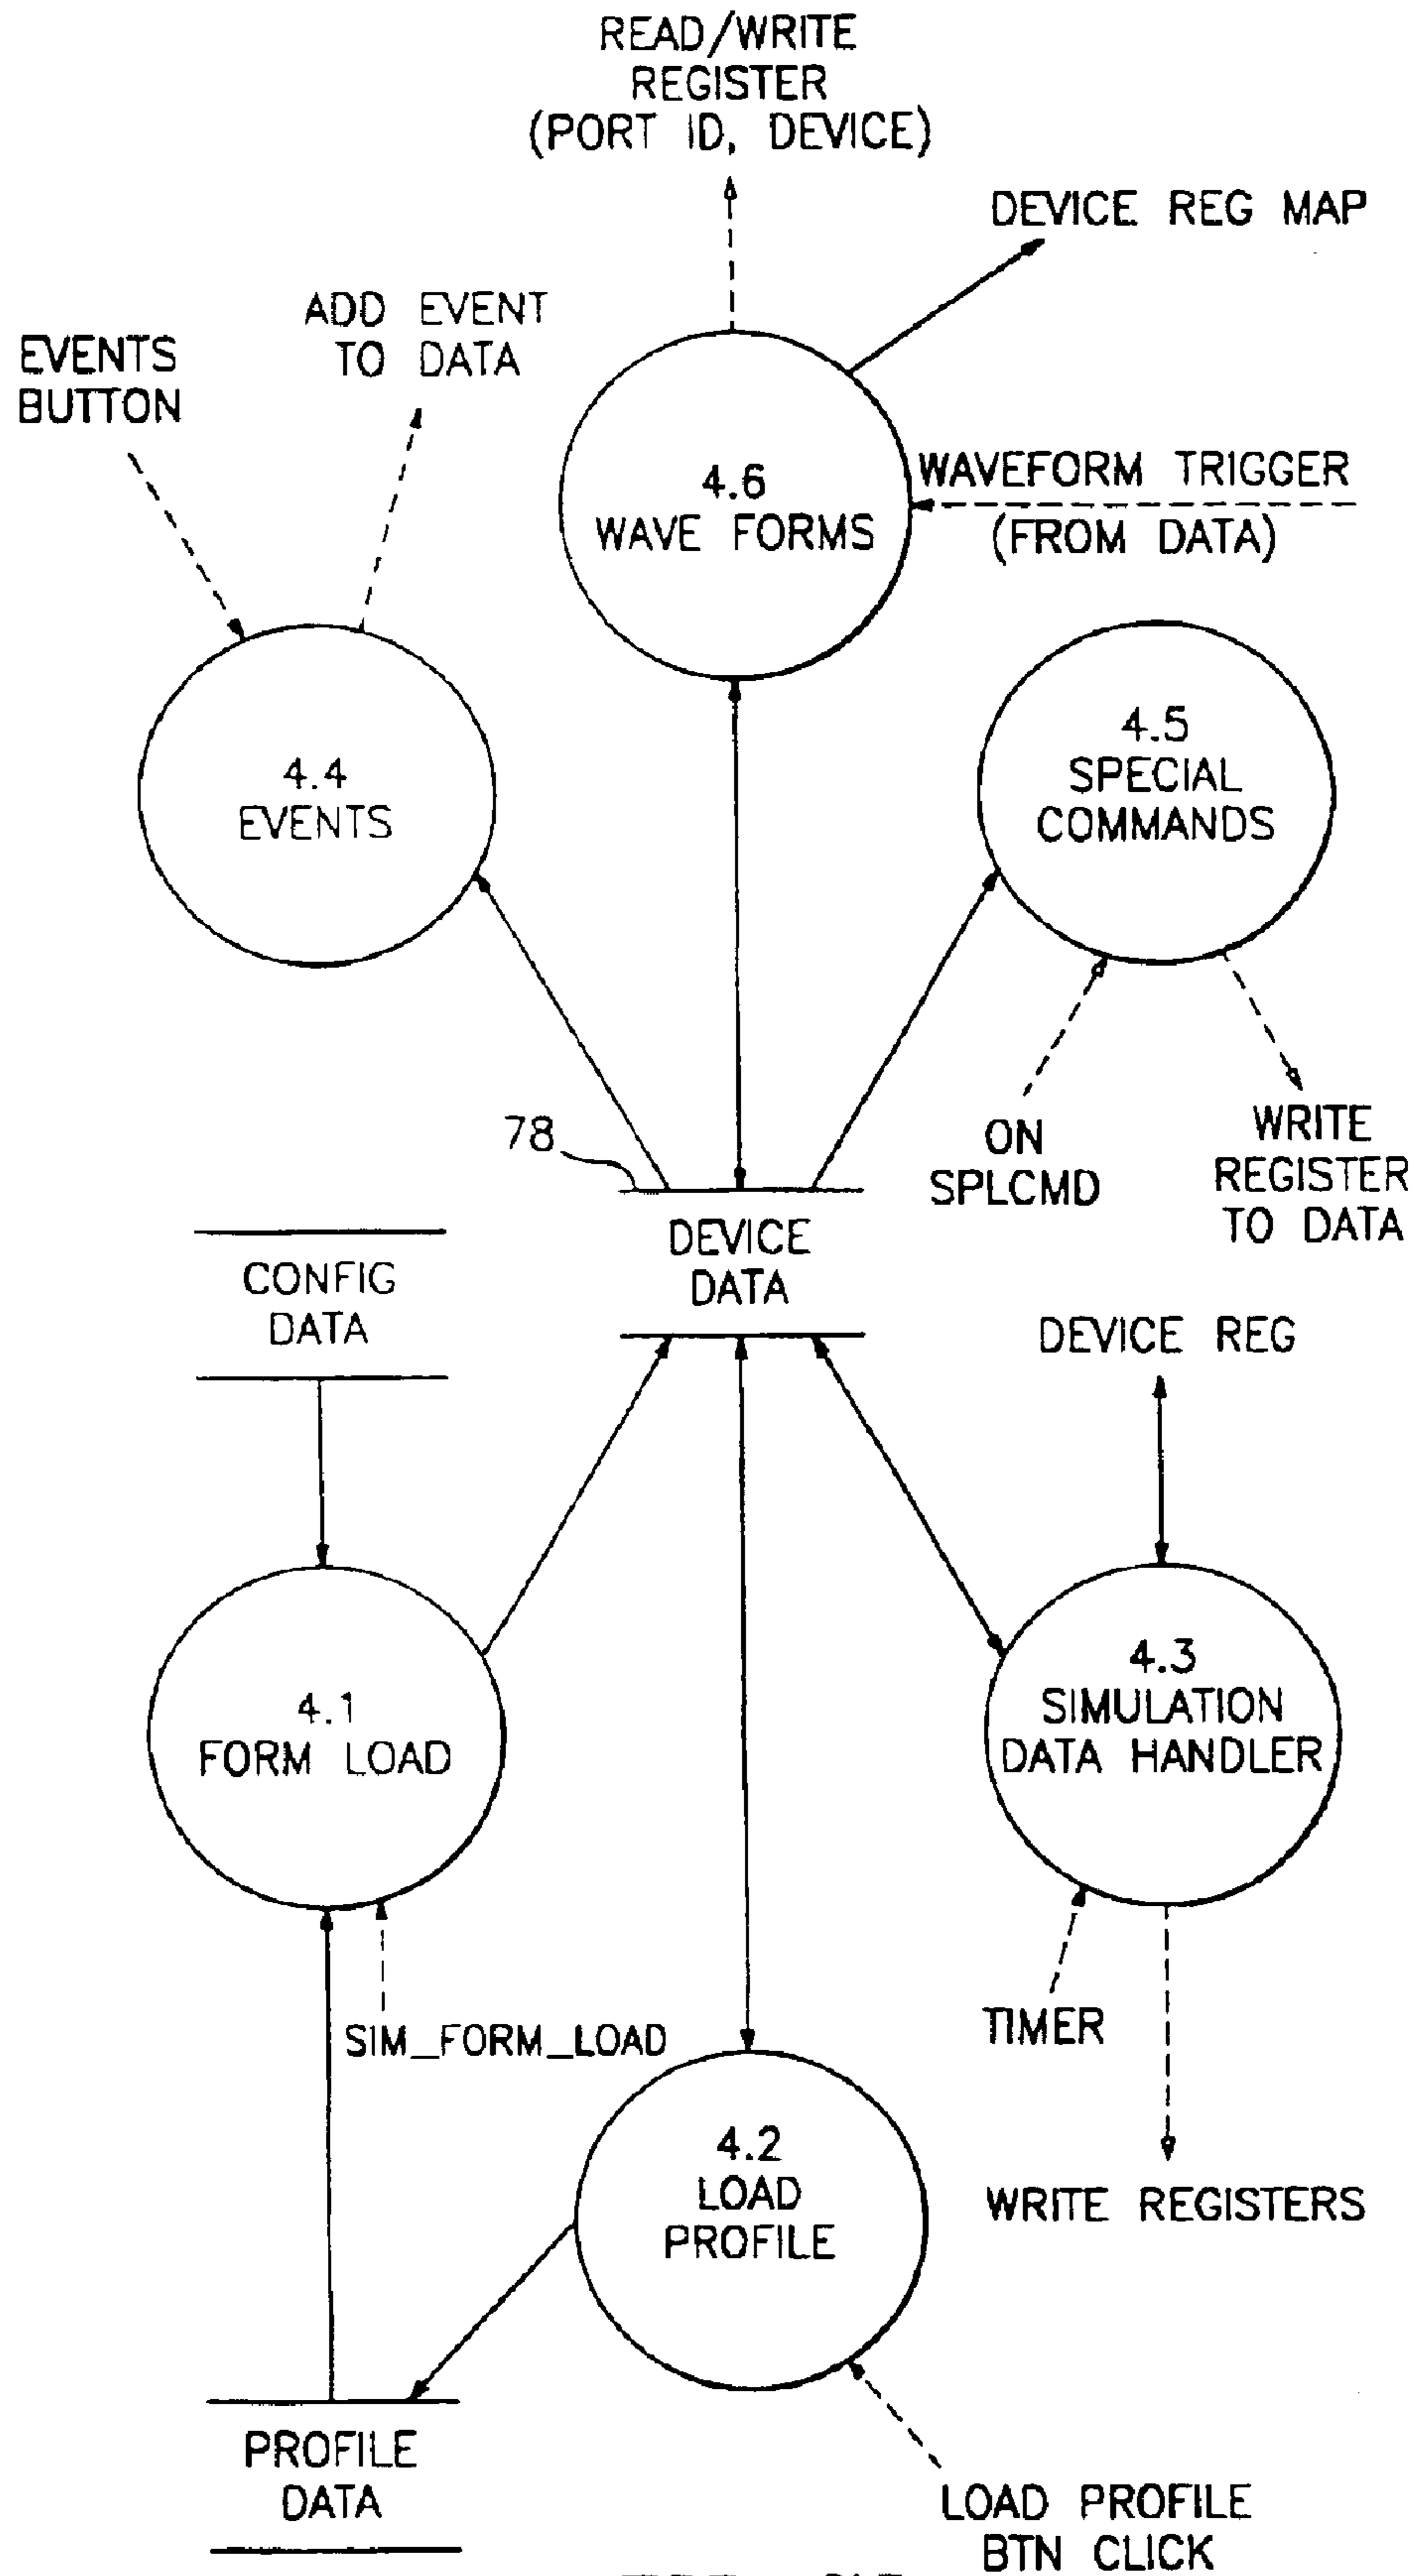 READ/WRITE
REGISTER
(PORT ID, DEVICE)
DEVICE REG MAP
ADD EVENT
TO DATA
EVENTS
BUTTON
4.6
WAVE FORMS
WAVEFORM TRIGGER
(FROM DATA)
4.4
EVENTS
4.5
SPECIAL
COMMANDS
ON
SPLCMD
WRITE
REGISTER
TO DATA
78
DEVICE
DATA
CONFIG
DATA
DEVICE REG
4.1
FORM LOAD
4.3
SIMULATION
DATA HANDLER
SIM_FORM_LOAD
TIMER
4.2
LOAD
PROFILE
WRITE REGISTERS
PROFILE
DATA
LOAD PROFILE
BTN CLICK